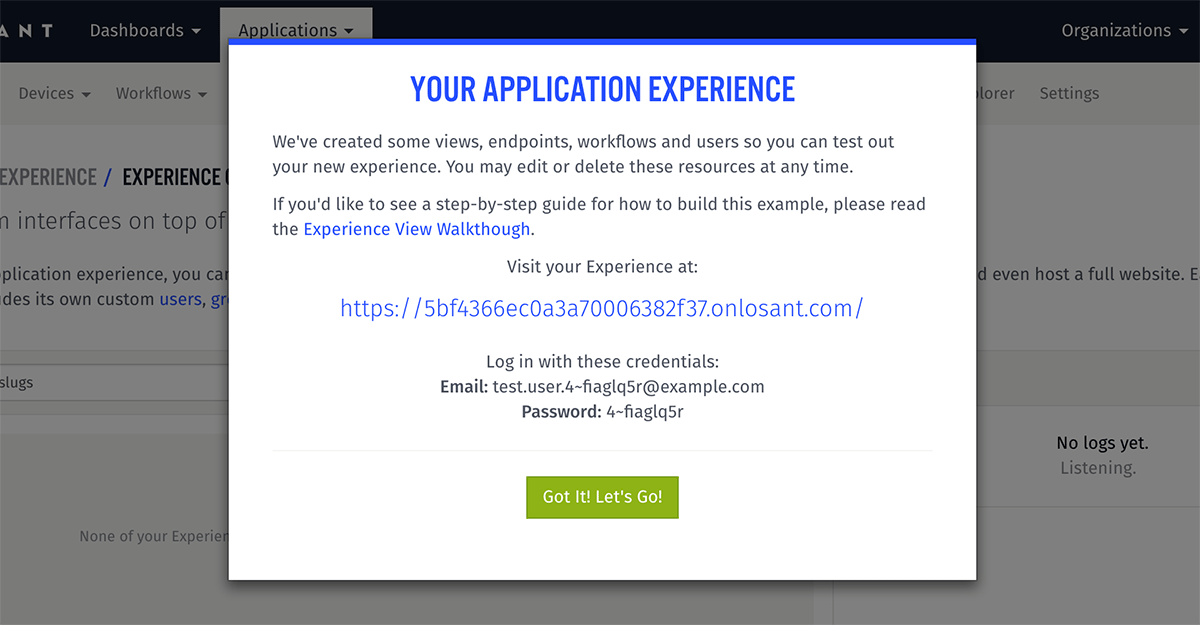 ANT Dashboards Applications Organizations
Devices Workflows plorer Settings
YOUR APPLICATION EXPERIENCE
We've created some views, endpoints, workflows and users so you can test out
your new experience. You may edit or delete these resources at any time.
If you'd like to see a step-by-step guide for how to build this example, please read
the Experience View Walkthough.
Visit your Experience at:
https://5bf4366ec0a3a70006382f37.onlosant.com/
Log in with these credentials:
Email: test.user.4~fiaglq5r@example.com
Password: 4~fiaglq5r
Got It! Let's Go!
EXPERIENCE / EXPERIENCE
m interfaces on top of
pplication experience, you can d even host a full website. E
udes its own custom users, gr
slugs
No logs yet.
Listening.
None of your Experien